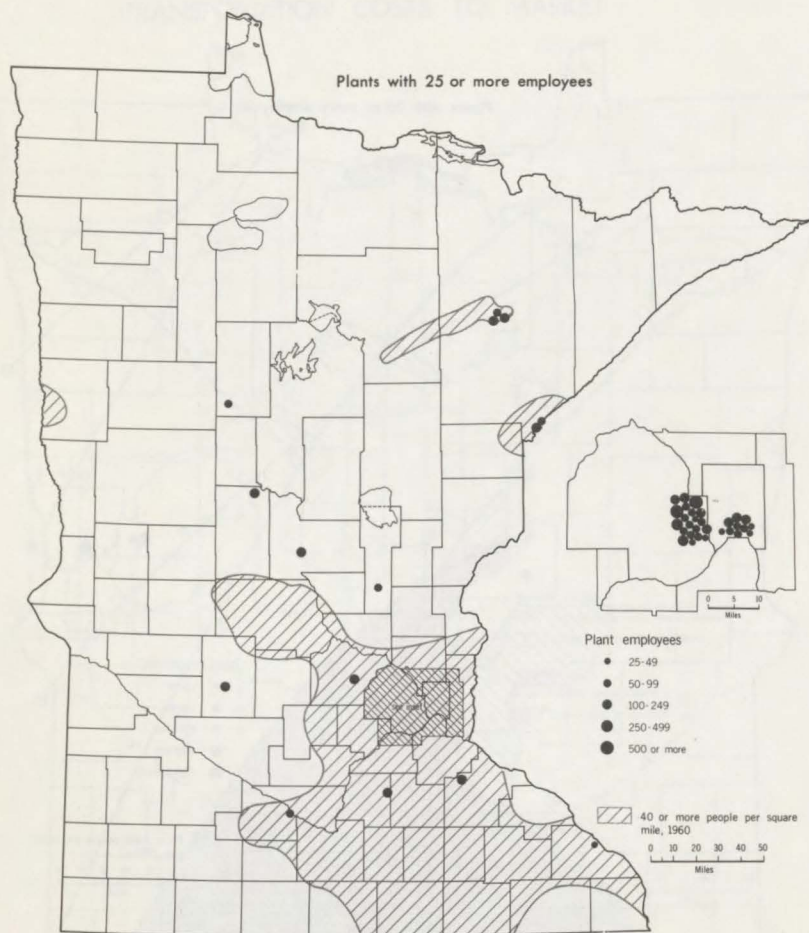 Plants with 25 or more employees
0 5 10
Miles
Plant employees
25-49
50-99
100-249
250-499
500 or more
40 or more people per square
mile, 1960
0 10 20 30 40 50
Miles